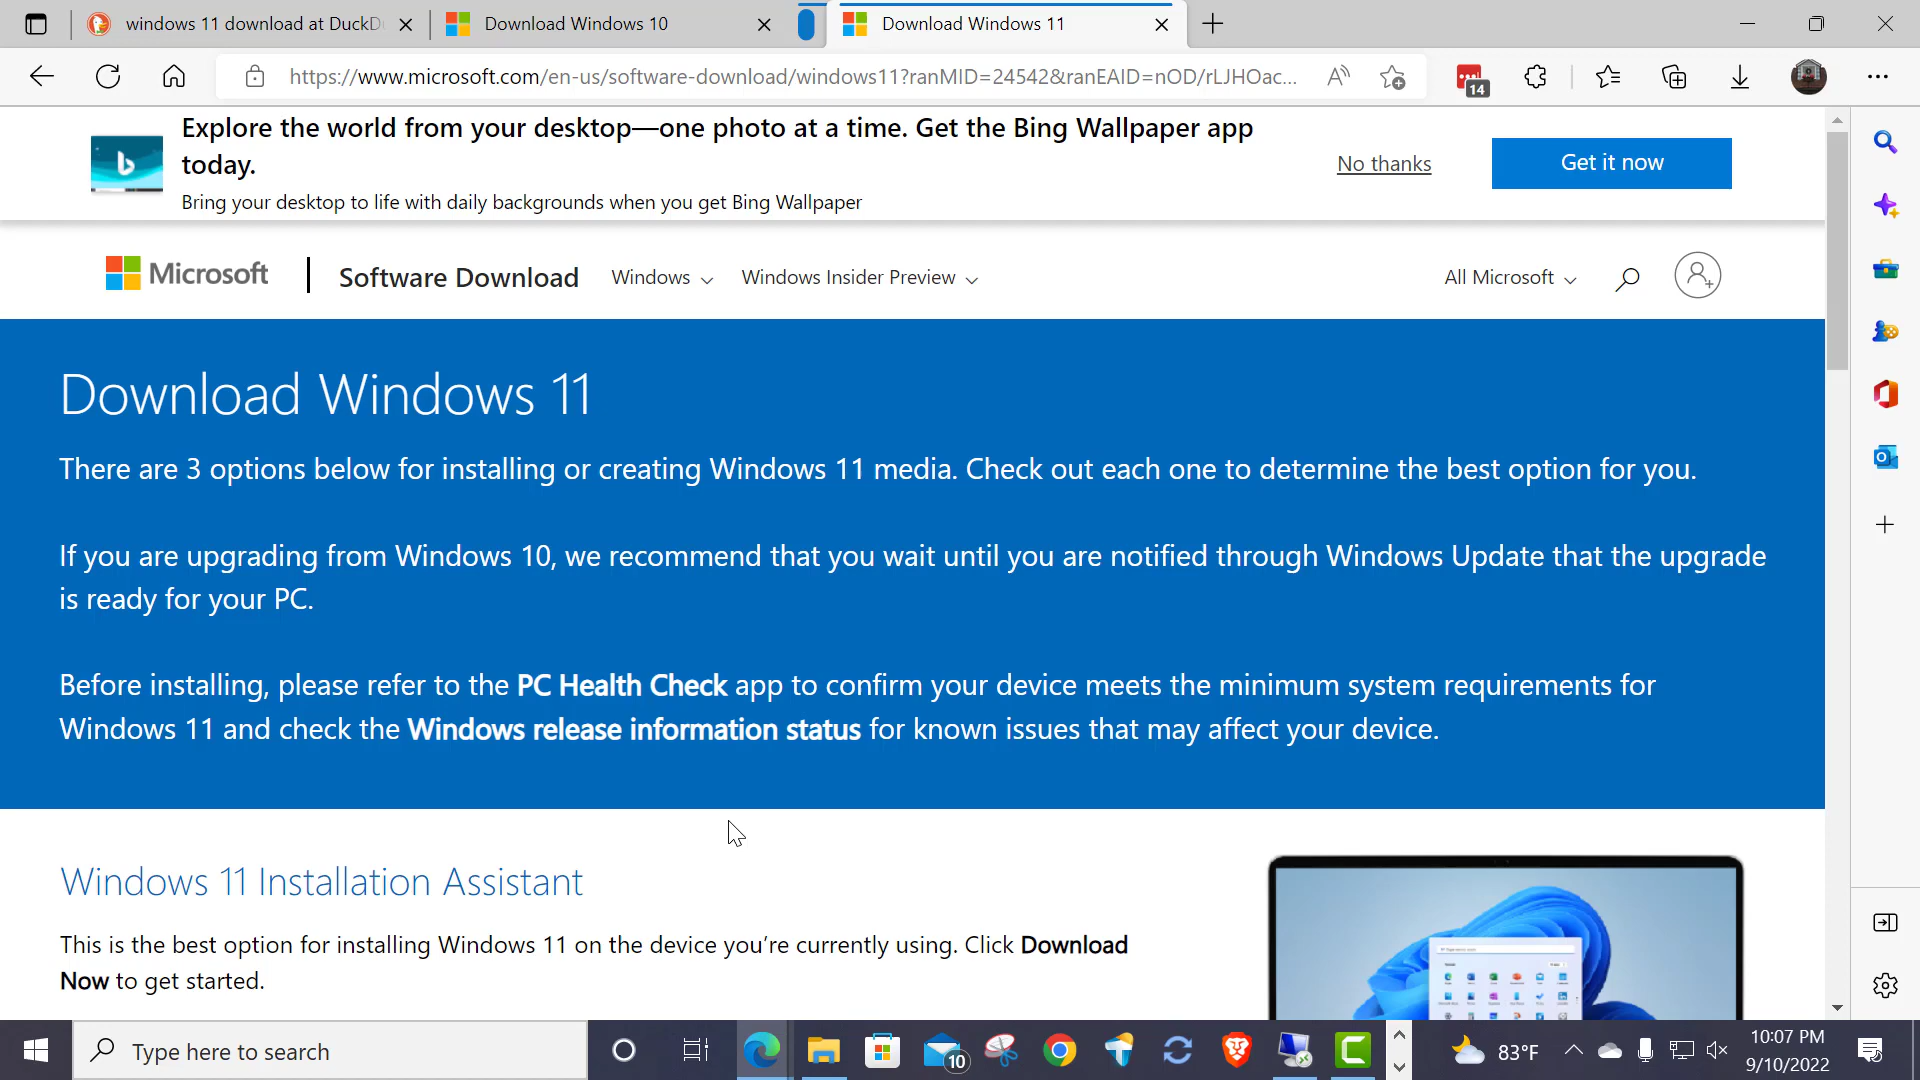 windows 11 download at DuckDu
Download Windows 10
Download Windows 11
https://www.microsoft.com/en-us/software-download/windows11?ranMID=24542&ranEAID=nOD/rLJHOac...
14
Explore the world from your desktop—one photo at a time. Get the Bing Wallpaper app
today.
Bring your desktop to life with daily backgrounds when you get Bing Wallpaper
No thanks
Get it now
Microsoft
Software Download
Windows
Windows Insider Preview
All Microsoft
Download Windows 11
There are 3 options below for installing or creating Windows 11 media. Check out each one to determine the best option for you.
If you are upgrading from Windows 10, we recommend that you wait until you are notified through Windows Update that the upgrade
is ready for your PC.
Before installing, please refer to the PC Health Check app to confirm your device meets the minimum system requirements for
Windows 11 and check the Windows release information status for known issues that may affect your device.
Windows 11 Installation Assistant
This is the best option for installing Windows 11 on the device you're currently using. Click Download
Now to get started.
Type here to search
10
83°F
10:07 PM
9/10/2022